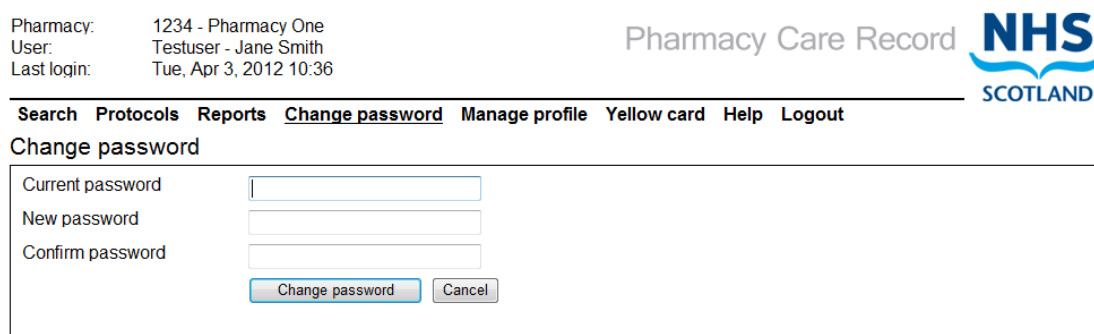 Pharmacy: 1234 - Pharmacy One
User: Testuser - Jane Smith
Last login: Tue, Apr 3, 2012 10:36
Pharmacy Care Record
NHS
SCOTLAND
Search Protocols Reports Change password Manage profile Yellow card Help Logout
Change password
Current password
New password
Confirm password
Change password Cancel